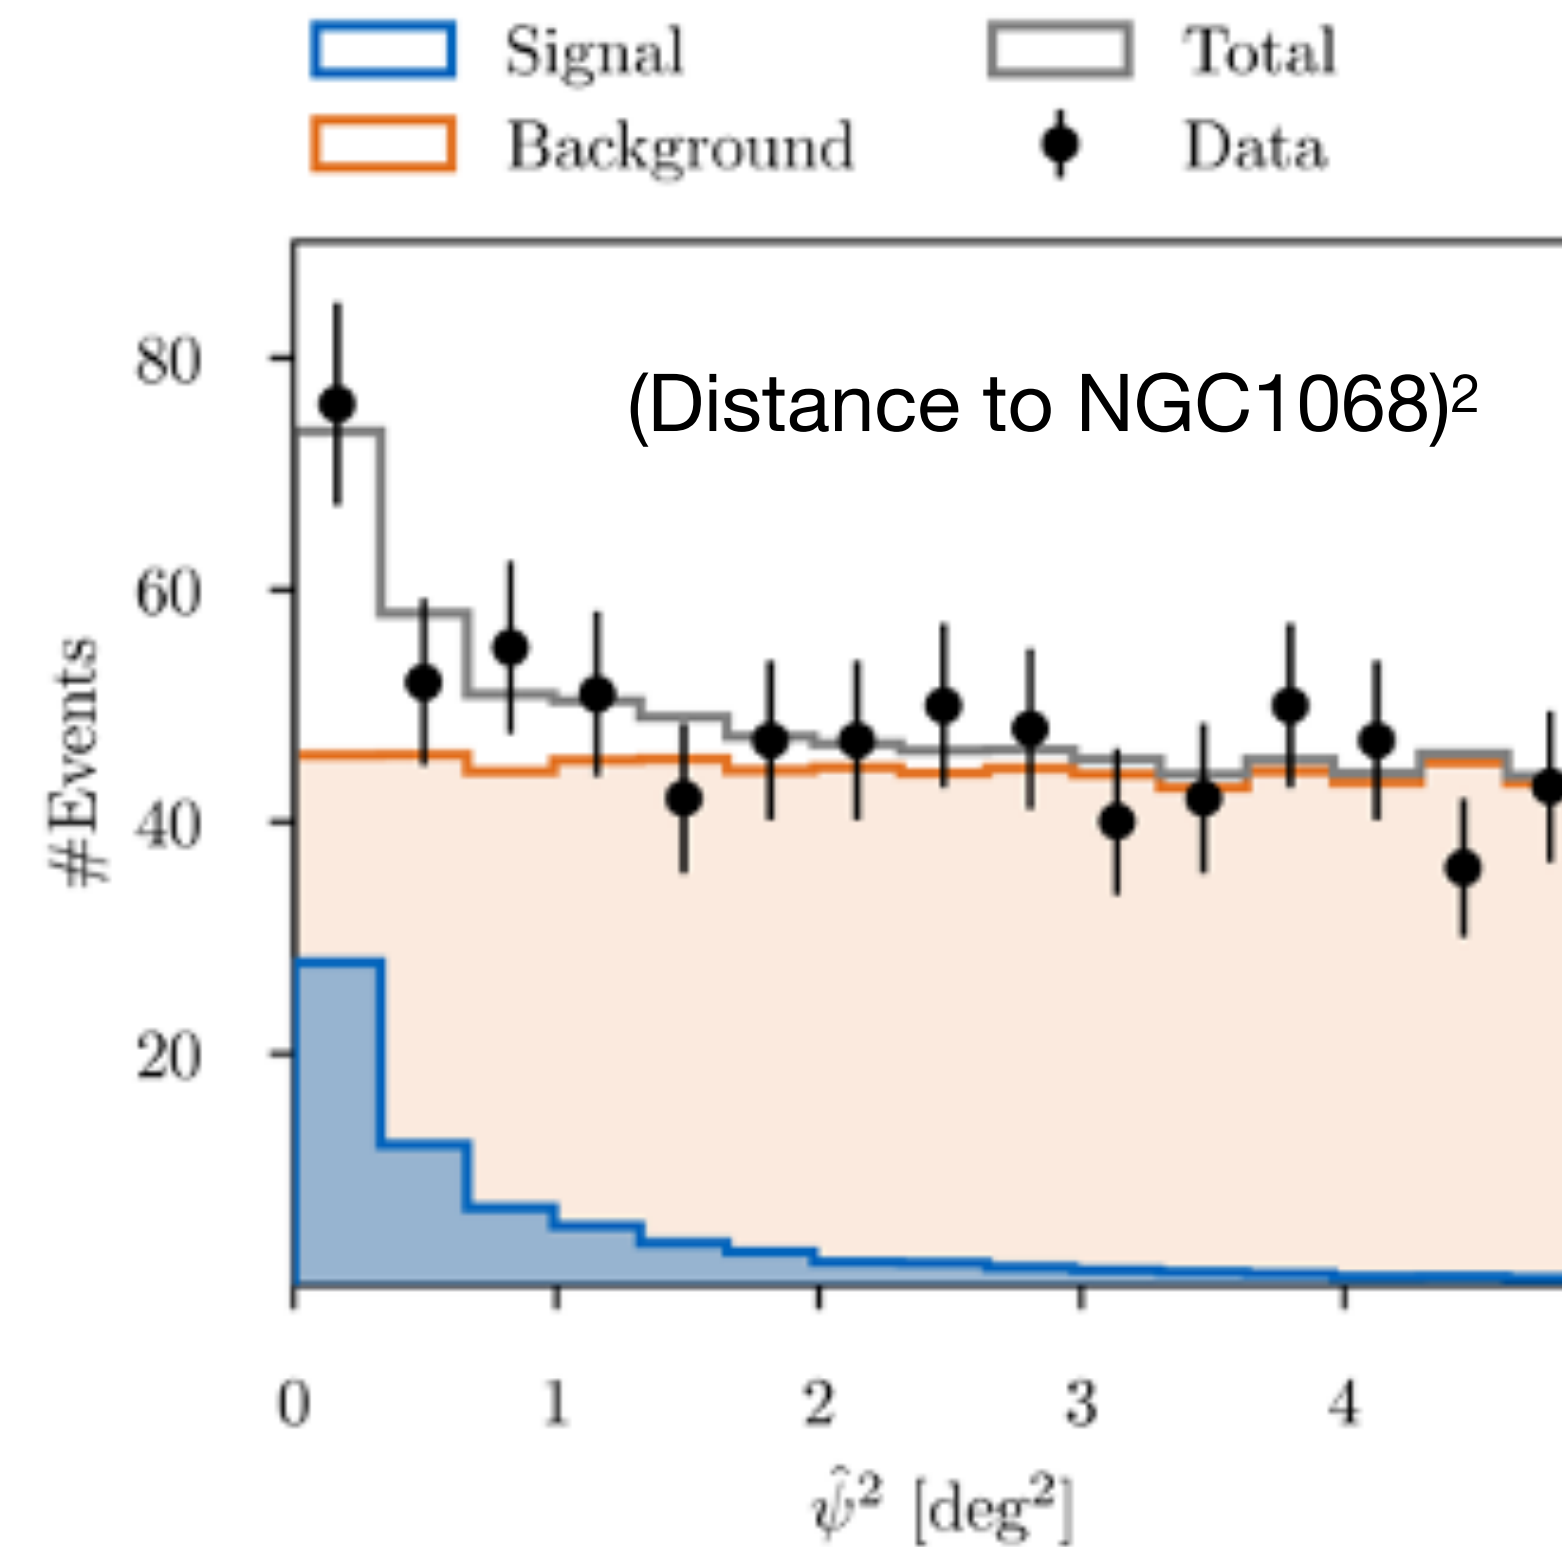 Signal
Total
Background
Data
(Distance to NGC1068)²
80
60
40
20
#Events
0 1 2 3 4
ψ̂² [deg²]